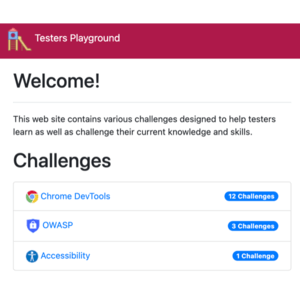 Testers Playground
Welcome!
This web site contains various challenges designed to help testers
learn as well as challenge their current knowledge and skills.
Challenges
Chrome DevTools 12 Challenges
OWASP 3 Challenges
Accessibility 1 Challenge